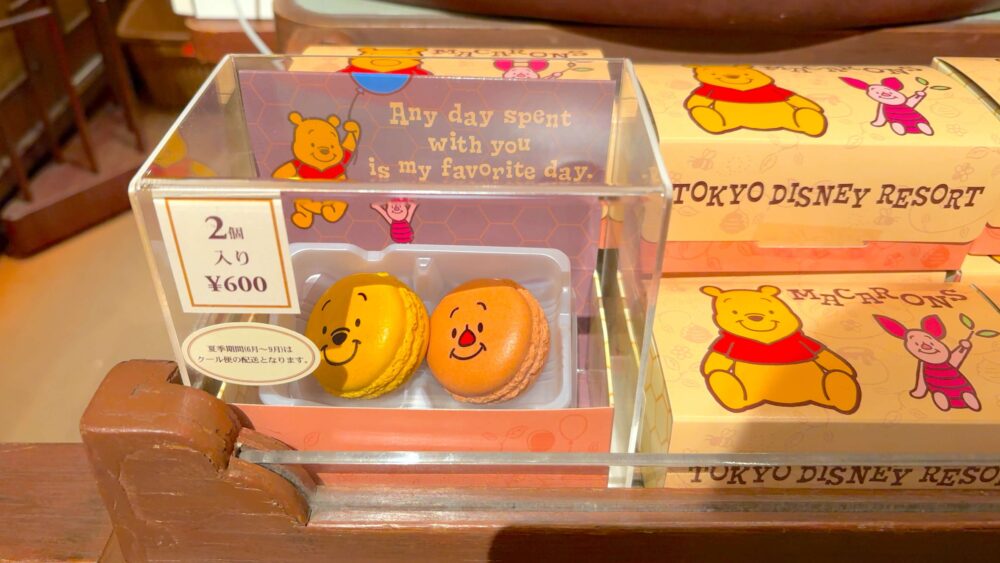 MACARONS
Any day spent
with you
is my favorite day.
2個
入り
¥600
夏季期間(6月～9月)は
クール便の配送となります。
TOKYO DISNEY RESORT
MACARONS
TOKYO DISNEY RESO